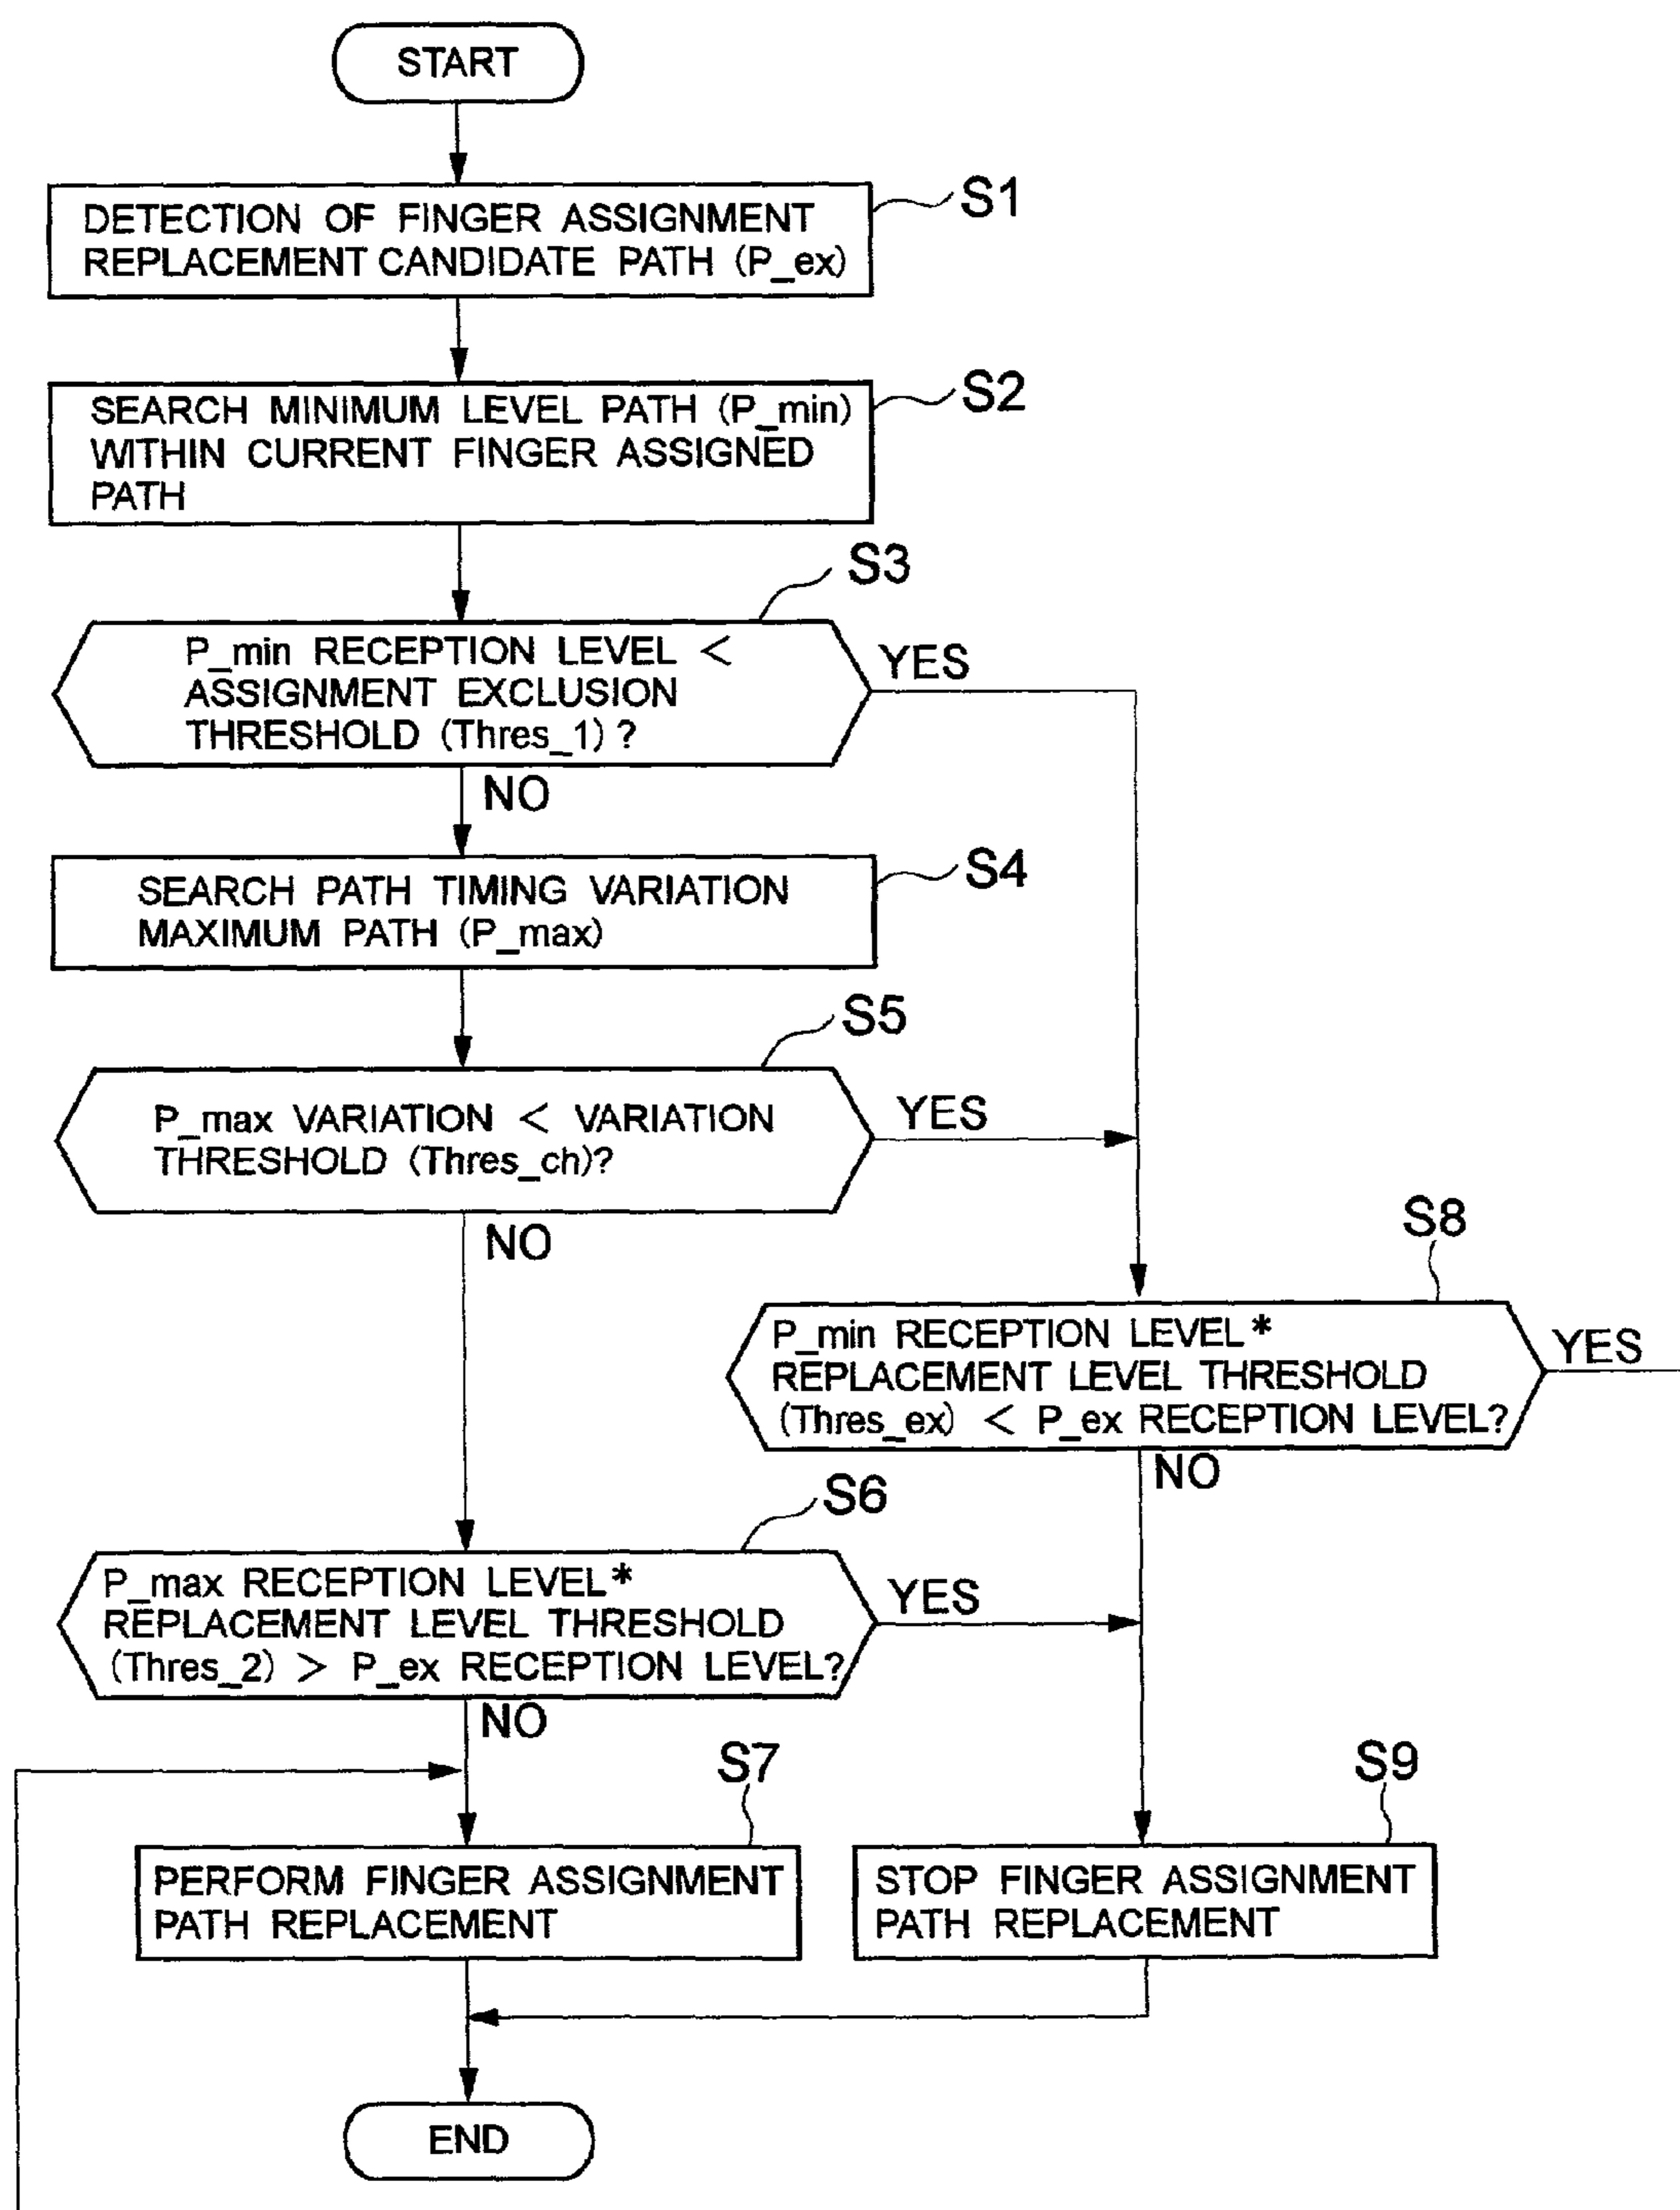 START
S1
DETECTION OF FINGER ASSIGNMENT
REPLACEMENT CANDIDATE PATH (P_ex)
S2
SEARCH MINIMUM LEVEL PATH (P_min)
WITHIN CURRENT FINGER ASSIGNED
PATH
S3
P_min RECEPTION LEVEL <
ASSIGNMENT EXCLUSION
THRESHOLD (Thres_1) ?
YES
NO
S4
SEARCH PATH TIMING VARIATION
MAXIMUM PATH (P_max)
S5
P_max VARIATION < VARIATION
THRESHOLD (Thres_ch)?
YES
NO
S8
P_min RECEPTION LEVEL*
REPLACEMENT LEVEL THRESHOLD
(Thres_ex) < P_ex RECEPTION LEVEL?
YES
NO
S6
P_max RECEPTION LEVEL*
REPLACEMENT LEVEL THRESHOLD
(Thres_2) > P_ex RECEPTION LEVEL?
YES
NO
S7
PERFORM FINGER ASSIGNMENT
PATH REPLACEMENT
S9
STOP FINGER ASSIGNMENT
PATH REPLACEMENT
END